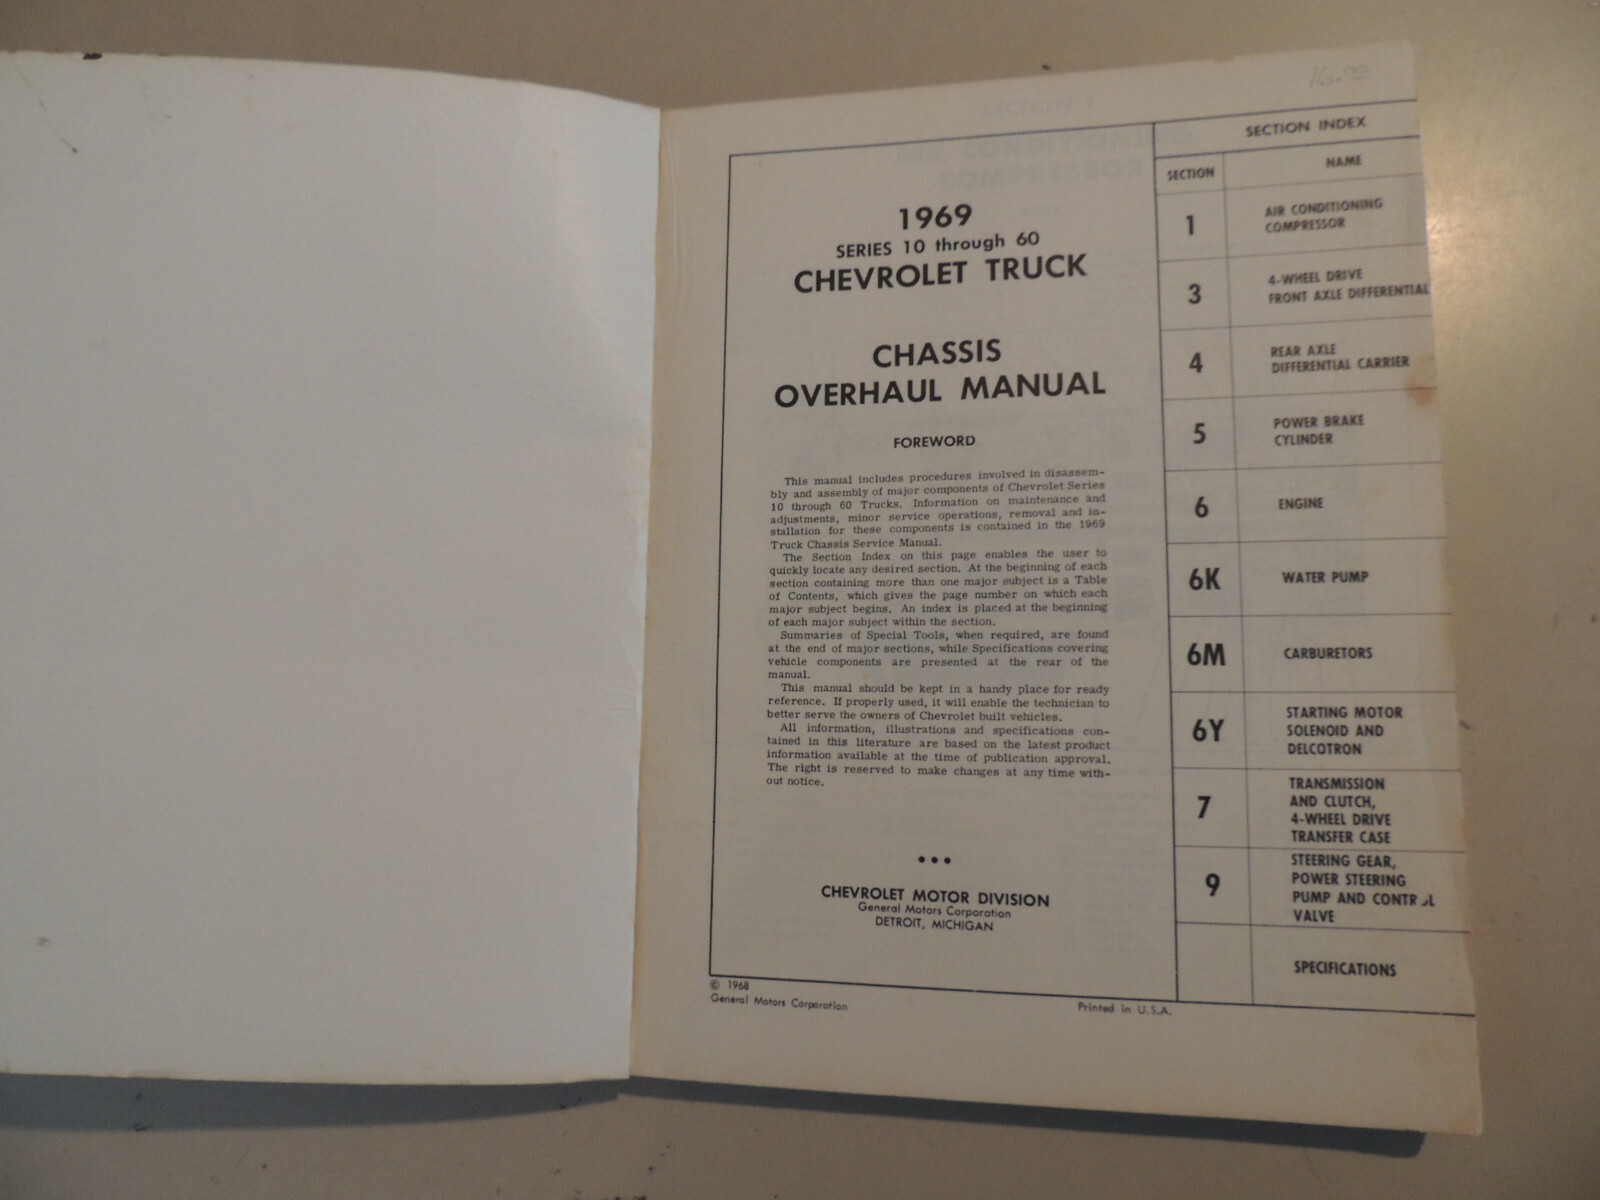 1969
SERIES 10 through 60
CHEVROLET TRUCK
CHASSIS
OVERHAUL MANUAL
FOREWORD
This manual includes procedures involved in disassem-
bly and assembly of major components of Chevrolet Series
10 through 60 Trucks. Information on maintenance and
adjustments, minor service operations, removal and in-
stallation for these components is contained in the 1969
Truck Chassis Service Manual.
The Section Index on this page enables the user to
quickly locate any desired section. At the beginning of each
section containing more than one major subject is a Table
of Contents, which gives the page number on which each
major subject begins. An index is placed at the beginning
of each major subject within the section.
Summaries of Special Tools, when required, are found
at the end of major sections, while Specifications covering
vehicle components are presented at the rear of the
manual.
This manual should be kept in a handy place for ready
reference. If properly used, it will enable the technician to
better serve the owners of Chevrolet built vehicles.
All information, illustrations and specifications con-
tained in this literature are based on the latest product
information available at the time of publication approval.
The right is reserved to make changes at any time with-
out notice.
• • •
CHEVROLET MOTOR DIVISION
General Motors Corporation
DETROIT, MICHIGAN
© 1968
General Motors Corporation
Printed in U.S.A.
SECTION INDEX
SECTION NAME
1 AIR CONDITIONING
COMPRESSOR
3 4-WHEEL DRIVE
FRONT AXLE DIFFERENTIAL
4 REAR AXLE
DIFFERENTIAL CARRIER
5 POWER BRAKE
CYLINDER
6 ENGINE
6K WATER PUMP
6M CARBURETORS
6Y STARTING MOTOR
SOLENOID AND
DELCOTRON
7 TRANSMISSION
AND CLUTCH,
4-WHEEL DRIVE
TRANSFER CASE
9 STEERING GEAR,
POWER STEERING
PUMP AND CONTROL
VALVE
SPECIFICATIONS